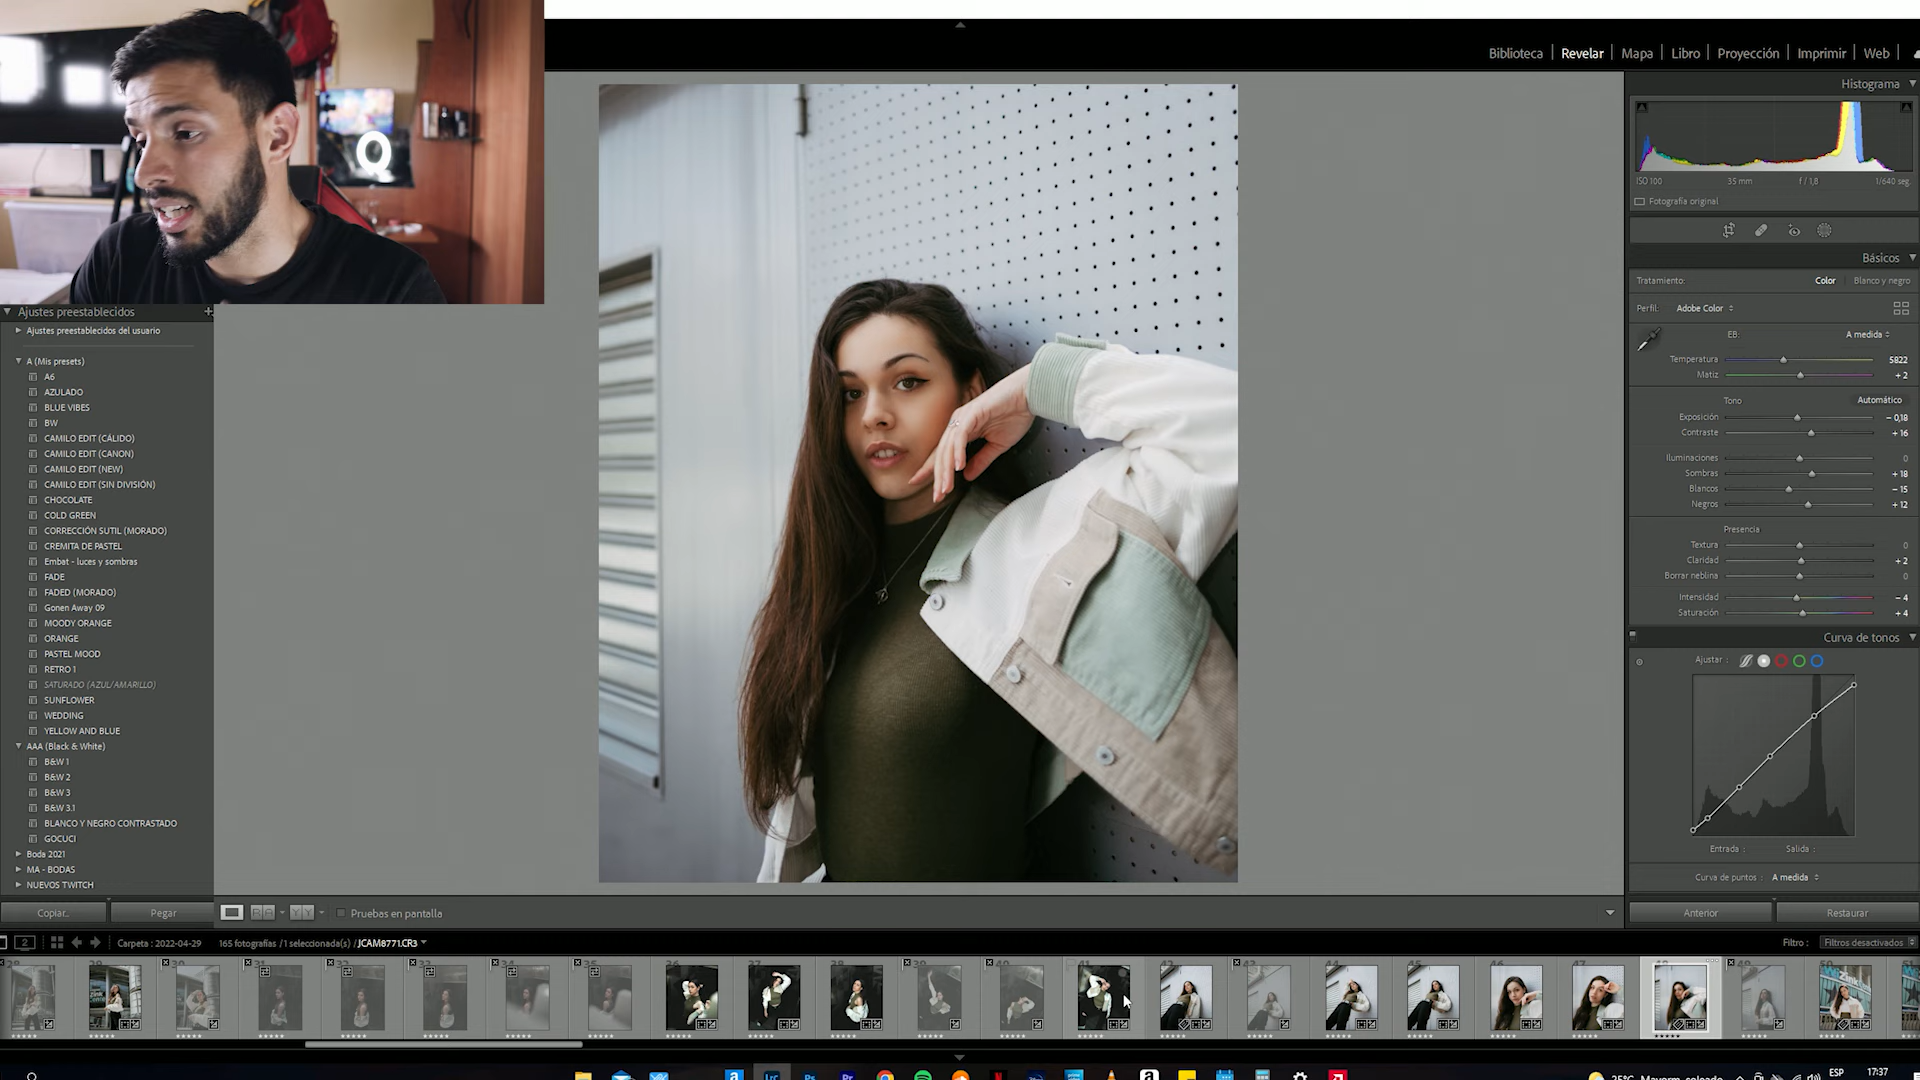 Biblioteca | Revelar | Mapa | Libro | Proyección | Imprimir | Web
Histograma
ISO 100 35 mm f / 1,8 1/640 seg.
Fotografía original
Básicos
Tratamiento: Color Blanco y negro
Perfil: Adobe Color
EB: A medida
Temperatura 5822
Matiz + 2
Tono Automático
Exposición − 0,18
Contraste + 16
Iluminaciones 0
Sombras + 18
Blancos − 15
Negros + 12
Presencia
Textura 0
Claridad + 2
Borrar neblina 0
Intensidad − 4
Saturación + 4
Curva de tonos
Ajustar :
Entrada : Salida :
Curva de puntos : A medida
Anterior Restaurar
Ajustes preestablecidos +
Ajustes preestablecidos del usuario
A (Mis presets)
A6
AZULADO
BLUE VIBES
BW
CAMILO EDIT (CÁLIDO)
CAMILO EDIT (CANON)
CAMILO EDIT (NEW)
CAMILO EDIT (SIN DIVISIÓN)
CHOCOLATE
COLD GREEN
CORRECCIÓN SUTIL (MORADO)
CREMITA DE PASTEL
Embat - luces y sombras
FADE
FADED (MORADO)
Gonen Away 09
MOODY ORANGE
ORANGE
PASTEL MOOD
RETRO 1
SATURADO (AZUL/AMARILLO)
SUNFLOWER
WEDDING
YELLOW AND BLUE
AAA (Black & White)
B&W 1
B&W 2
B&W 3
B&W 3.1
BLANCO Y NEGRO CONTRASTADO
GOCUCI
Boda 2021
MA - BODAS
NUEVOS TWITCH
Copiar... Pegar
Pruebas en pantalla
2 Carpeta : 2022-04-29 165 fotografías / 1 seleccionada(s) / JCAM8771.CR3
Filtro : Filtros desactivados
ESP 17:37